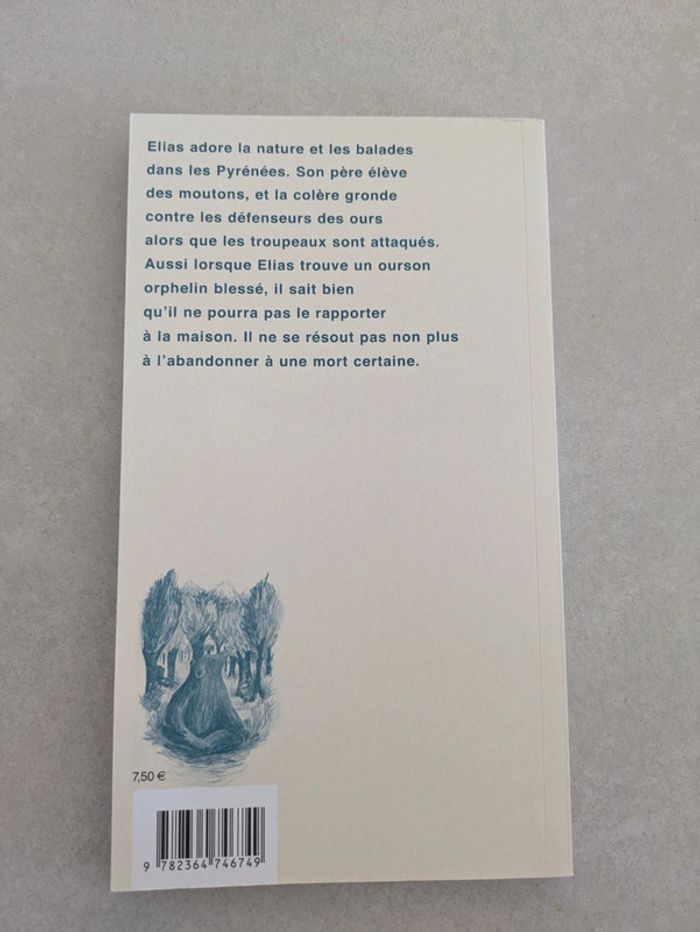 Elias adore la nature et les balades
dans les Pyrénées. Son père élève
des moutons, et la colère gronde
contre les défenseurs des ours
alors que les troupeaux sont attaqués.
Aussi lorsque Elias trouve un ourson
orphelin blessé, il sait bien
qu'il ne pourra pas le rapporter
à la maison. Il ne se résout pas non plus
à l'abandonner à une mort certaine.
7,50 €
9 782364 746749